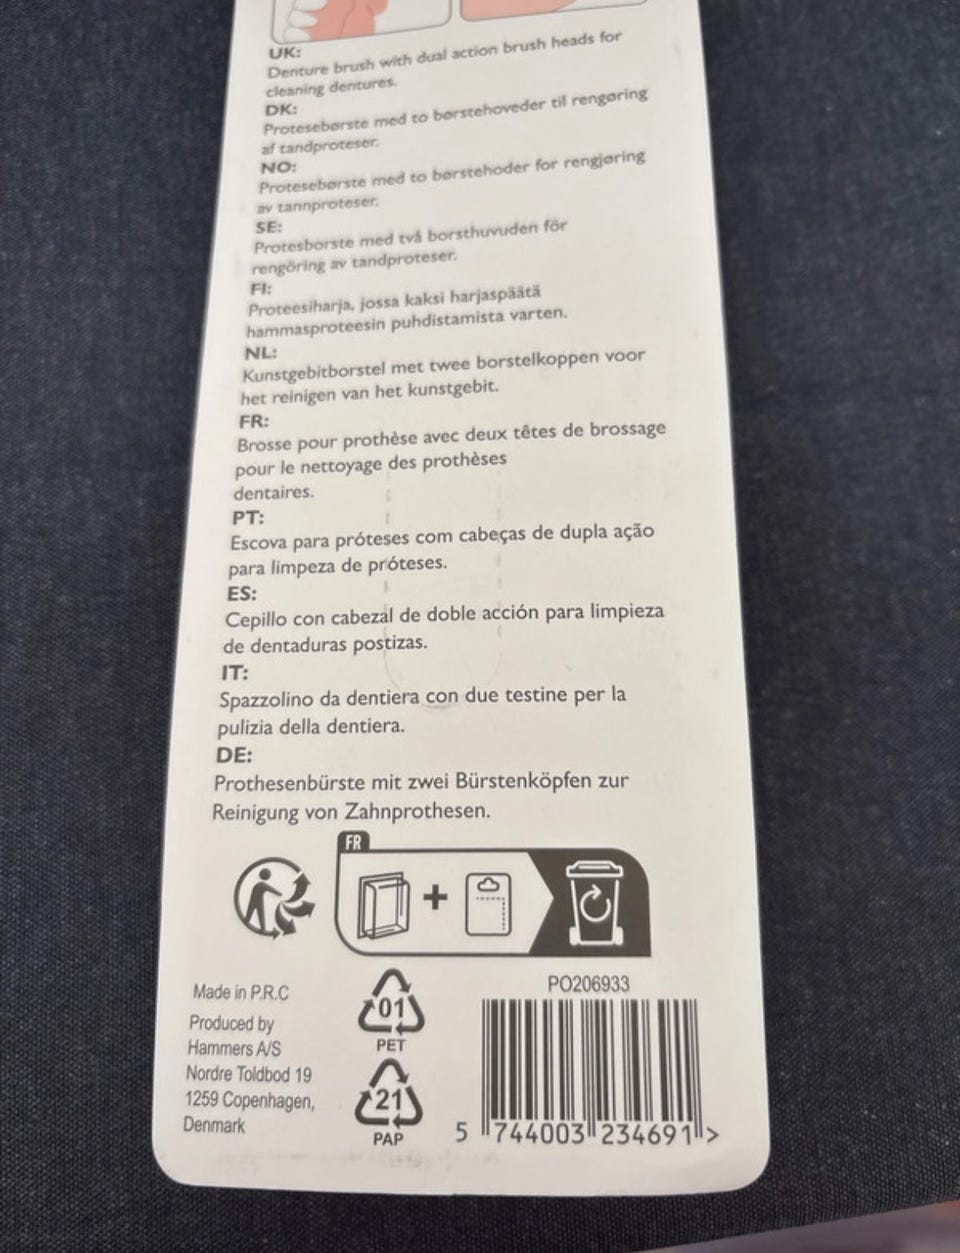 UK:
Denture brush with dual action brush heads for
cleaning dentures.
DK:
Protesebørste med to børstehoveder til rengøring
af tandproteser.
NO:
Protesebørste med to børstehoder for rengjøring
av tannproteser.
SE:
Protesborste med två borsthuvuden för
rengöring av tandproteser.
FI:
Proteesiharja, jossa kaksi harjaspäätä
hammasproteesin puhdistamista varten.
NL:
Kunstgebitborstel met twee borstelkoppen voor
het reinigen van het kunstgebit.
FR:
Brosse pour prothèse avec deux têtes de brossage
pour le nettoyage des prothèses
dentaires.
PT:
Escova para próteses com cabeças de dupla ação
para limpeza de próteses.
ES:
Cepillo con cabezal de doble acción para limpieza
de dentaduras postizas.
IT:
Spazzolino da dentiera con due testine per la
pulizia della dentiera.
DE:
Prothesenbürste mit zwei Bürstenköpfen zur
Reinigung von Zahnprothesen.
FR
+
Made in P.R.C
Produced by
Hammers A/S
Nordre Toldbod 19
1259 Copenhagen,
Denmark
01
PET
21
PAP
PO206933
5 744003 234691 >